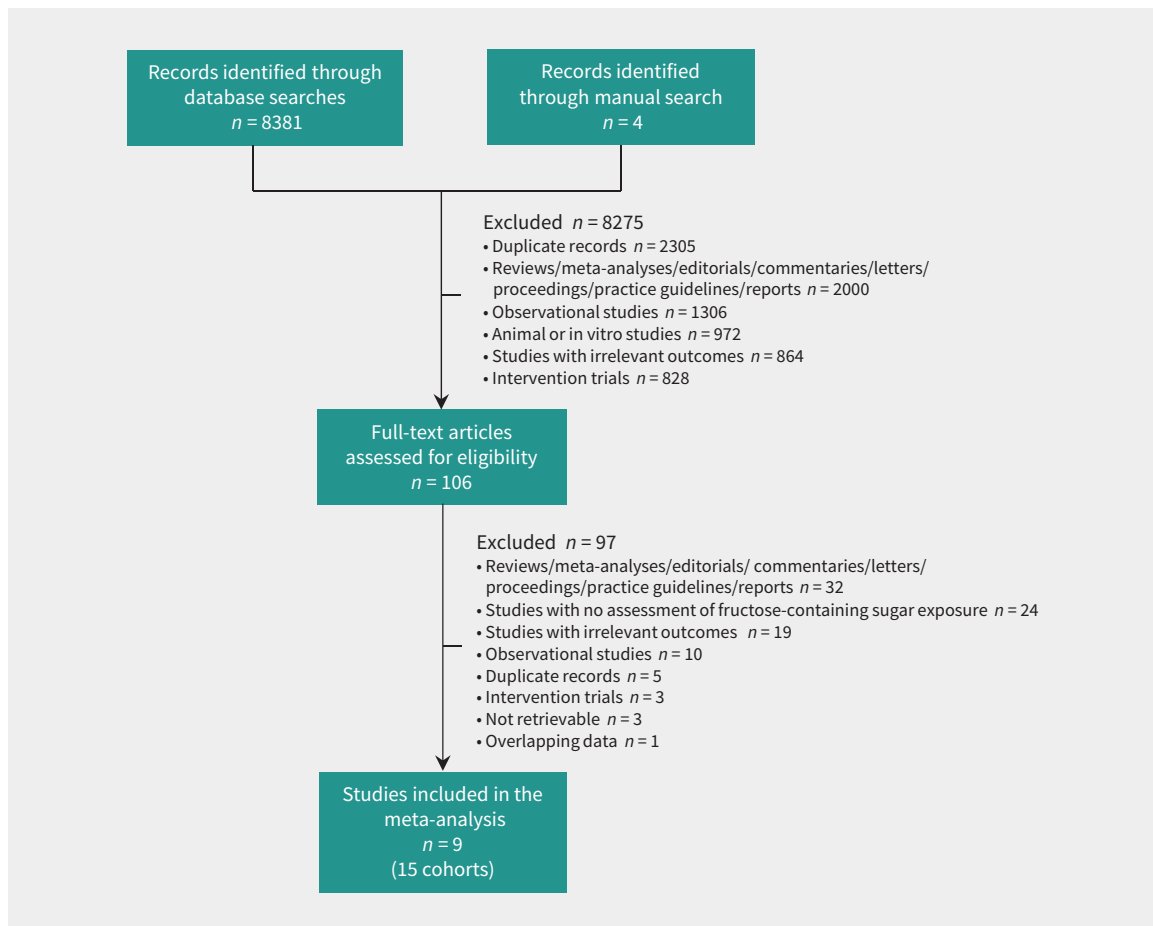 Records identified through
database searches
n = 8381
Records identified
through manual search
n = 4
Excluded n = 8275
• Duplicate records n = 2305
• Reviews/meta-analyses/editorials/commentaries/letters/
proceedings/practice guidelines/reports n = 2000
• Observational studies n = 1306
• Animal or in vitro studies n = 972
• Studies with irrelevant outcomes n = 864
• Intervention trials n = 828
Full-text articles
assessed for eligibility
n = 106
Excluded n = 97
• Reviews/meta-analyses/editorials/ commentaries/letters/
proceedings/practice guidelines/reports n = 32
• Studies with no assessment of fructose-containing sugar exposure n = 24
• Studies with irrelevant outcomes n = 19
• Observational studies n = 10
• Duplicate records n = 5
• Intervention trials n = 3
• Not retrievable n = 3
• Overlapping data n = 1
Studies included in the
meta-analysis
n = 9
(15 cohorts)